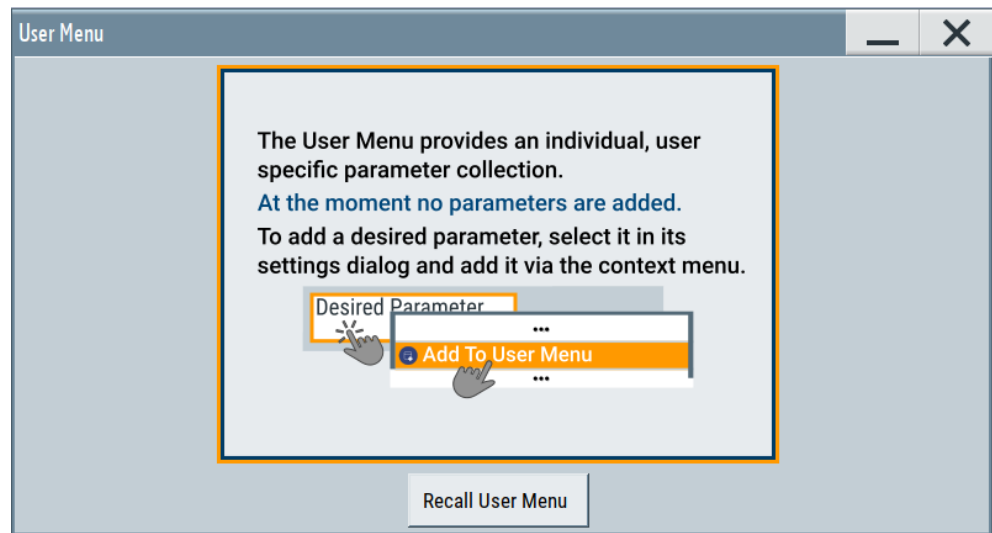 User Menu
The User Menu provides an individual, user
specific parameter collection.
At the moment no parameters are added.
To add a desired parameter, select it in its
settings dialog and add it via the context menu.
Desired Parameter
...
Add To User Menu
...
Recall User Menu